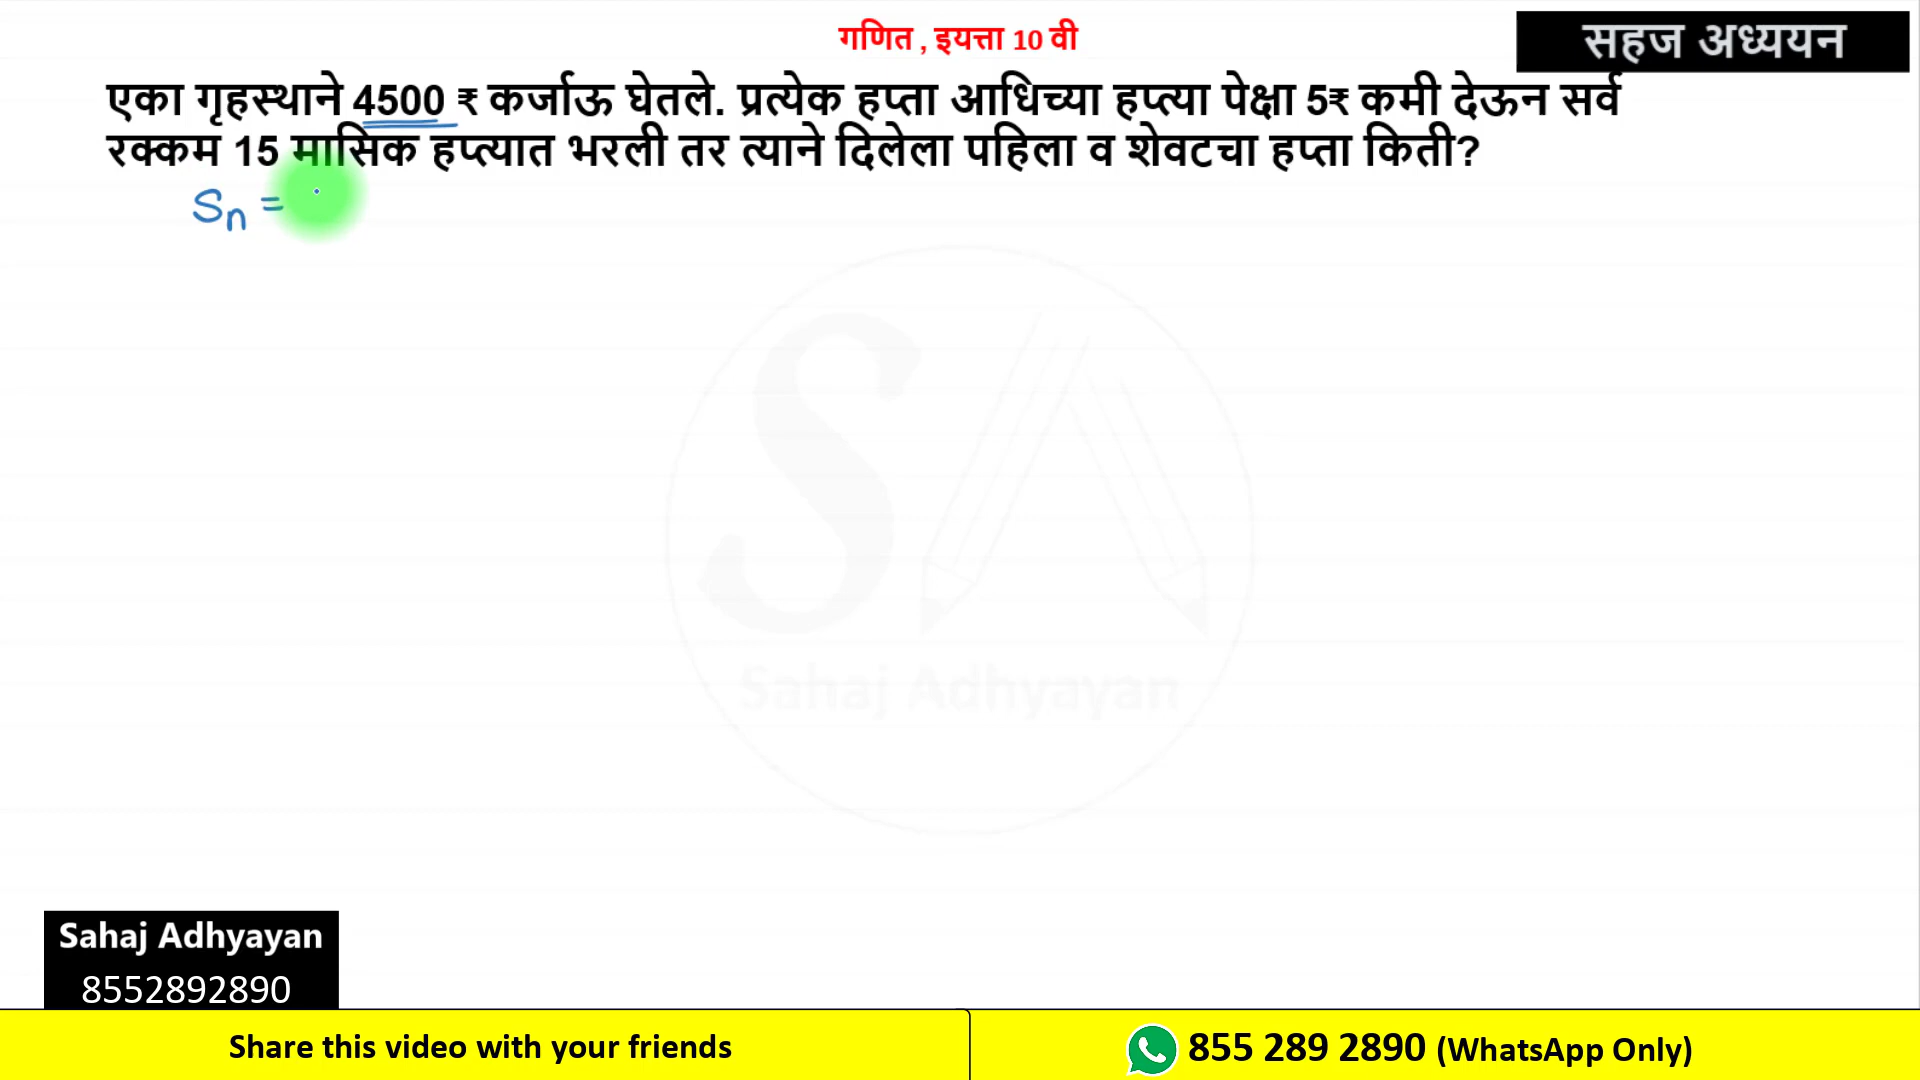 गणित , इयत्ता 10 वी
सहज अध्ययन
एका गृहस्थाने 4500 ₹ कर्जाऊ घेतले. प्रत्येक हप्ता आधिच्या हप्त्या पेक्षा 5₹ कमी देऊन सर्व
रक्कम 15 मासिक हप्त्यात भरली तर त्याने दिलेला पहिला व शेवटचा हप्ता किती?
Sn =
SA
Sahaj Adhyayan
Sahaj Adhyayan
8552892890
Share this video with your friends
855 289 2890 (WhatsApp Only)